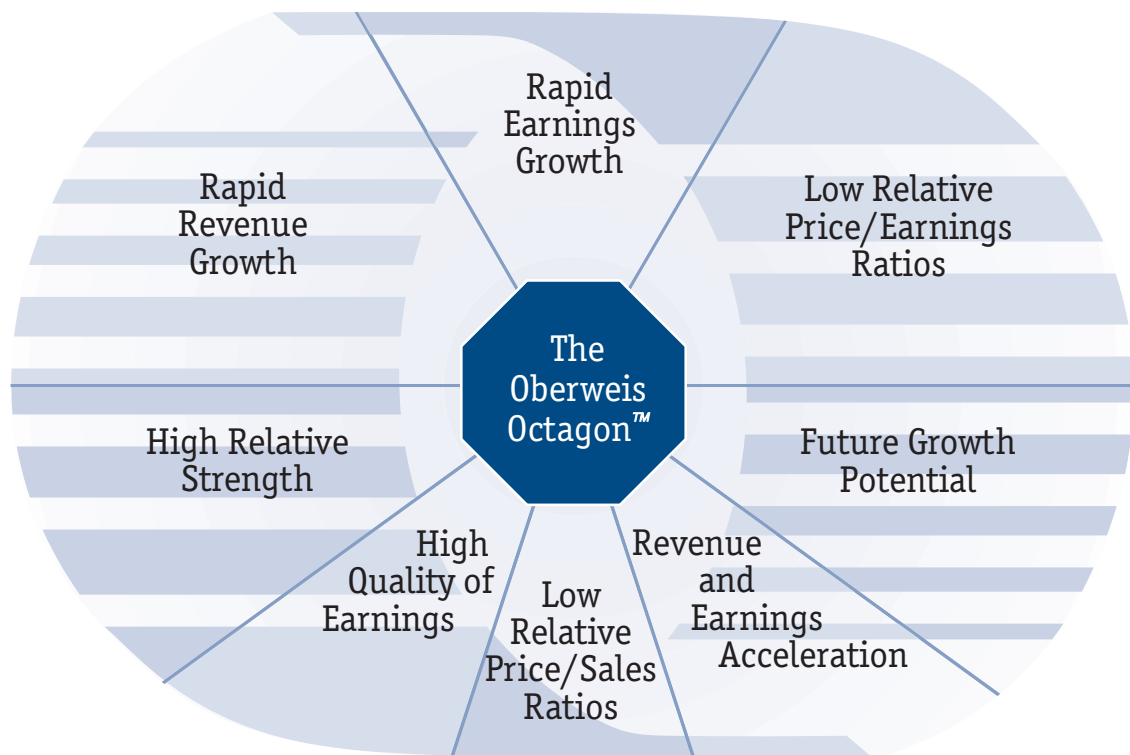 Rapid
Earnings
Growth
Rapid
Revenue
Growth
Low Relative
Price/Earnings
Ratios
The
Oberweis
Octagon™
High Relative
Strength
Future Growth
Potential
High
Quality of
Earnings
Low
Relative
Price/Sales
Ratios
Revenue
and
Earnings
Acceleration